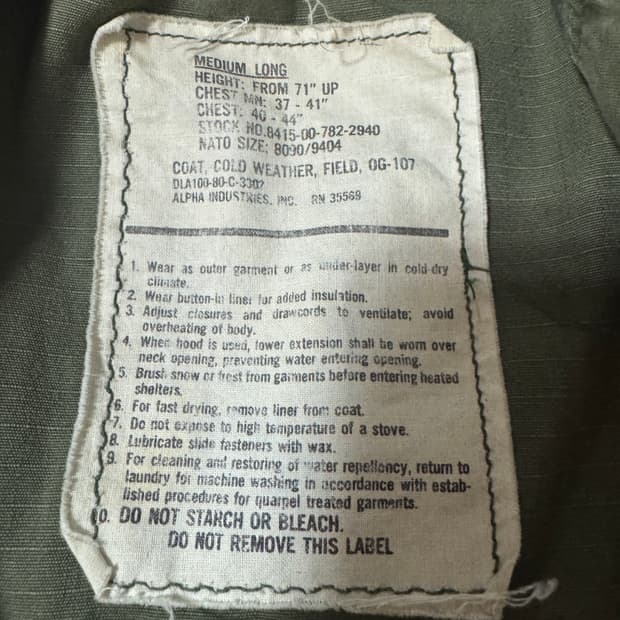 MEDIUM LONG
HEIGHT: FROM 71" UP
CHEST MN: 37 - 41"
CHEST: 40 - 44"
STOCK NO. 8415-00-782-2940
NATO SIZE; 8090/9404
COAT, COLD WEATHER, FIELD, OG-107
DLA100-80-C-3307
ALPHA INDUSTRIES, INC. RN 35569
1. Wear as outer garment or as under-layer in cold-dry
climate.
2. Wear button-in liner for added insulation.
3. Adjust closures and drawcords to ventilate; avoid
overheating of body.
4. When hood is used, lower extension shall be worn over
neck opening, preventing water entering opening.
5. Brush snow or frest from garments before entering heated
shelters.
6. For fast drying, remove liner from coat.
7. Do not expose to high temperature of a stove.
8. Lubricate slide fasteners with wax.
9. For cleaning and restoring of water repellency, return to
laundry for machine washing in accordance with estab-
lished procedures for quarpel treated garments.
10. DO NOT STARCH OR BLEACH.
DO NOT REMOVE THIS LABEL